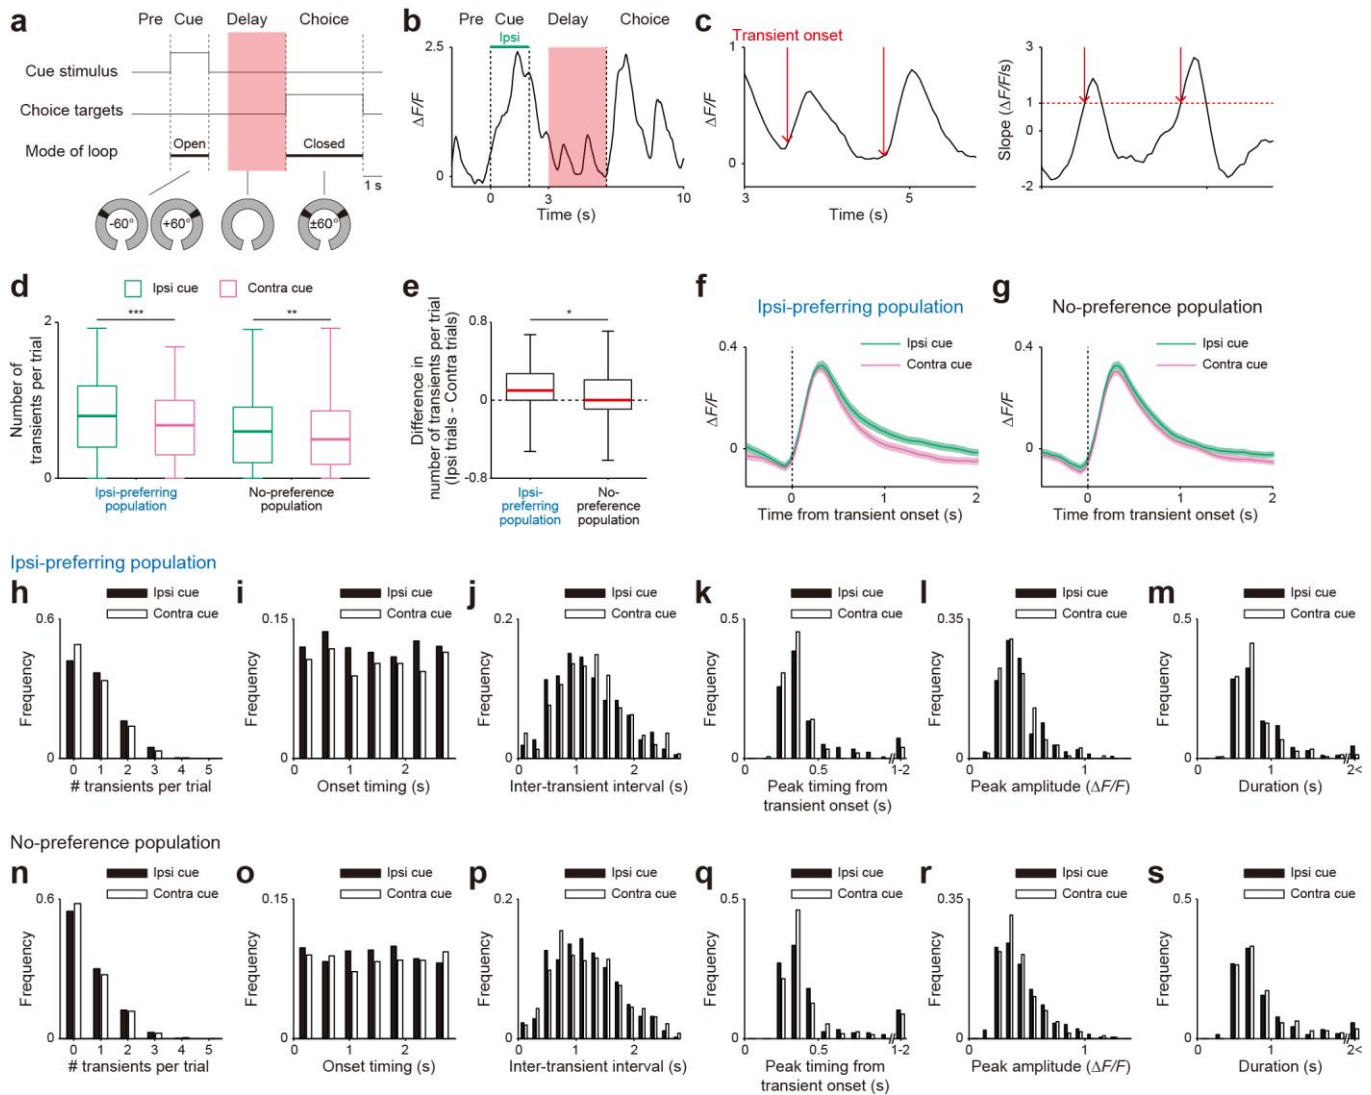 a
Pre Cue Delay Choice
Cue stimulus
Choice targets
Mode of loop
Open
Closed
1 s
-60°
+60°
±60°
b
Pre Cue Delay Choice
Ipsi
2.5
0
ΔF/F
0 3 10
Time (s)
c
Transient onset
1
0
ΔF/F
3 5
Time (s)
3
1
0
-2
Slope (ΔF/F/s)
d
Ipsi cue
Contra cue
2
0
***
**
Number of
transients per trial
Ipsi-preferring
population
No-preference
population
e
0.8
0
-0.8
*
Difference in
number of transients per trial
(Ipsi trials - Contra trials)
Ipsi-
preferring
population
No-
preference
population
f
Ipsi-preferring population
Ipsi cue
Contra cue
0.4
0
ΔF/F
0 1 2
Time from transient onset (s)
g
No-preference population
Ipsi cue
Contra cue
0.4
0
ΔF/F
0 1 2
Time from transient onset (s)
Ipsi-preferring population
h
Ipsi cue
Contra cue
0.6
0
Frequency
0 1 2 3 4 5
# transients per trial
i
Ipsi cue
Contra cue
0.15
0
Frequency
0 1 2
Onset timing (s)
j
Ipsi cue
Contra cue
0.2
0
Frequency
0 1 2
Inter-transient interval (s)
k
Ipsi cue
Contra cue
0.5
0
Frequency
0 0.5 1-2
Peak timing from
transient onset (s)
l
Ipsi cue
Contra cue
0.35
0
Frequency
0 1
Peak amplitude (ΔF/F)
m
Ipsi cue
Contra cue
0.5
0
Frequency
0 1 2<
Duration (s)
No-preference population
n
Ipsi cue
Contra cue
0.6
0
Frequency
0 1 2 3 4 5
# transients per trial
o
Ipsi cue
Contra cue
0.15
0
Frequency
0 1 2
Onset timing (s)
p
Ipsi cue
Contra cue
0.2
0
Frequency
0 1 2
Inter-transient interval (s)
q
Ipsi cue
Contra cue
0.5
0
Frequency
0 0.5 1-2
Peak timing from
transient onset (s)
r
Ipsi cue
Contra cue
0.35
0
Frequency
0 1
Peak amplitude (ΔF/F)
s
Ipsi cue
Contra cue
0.5
0
Frequency
0 1 2<
Duration (s)